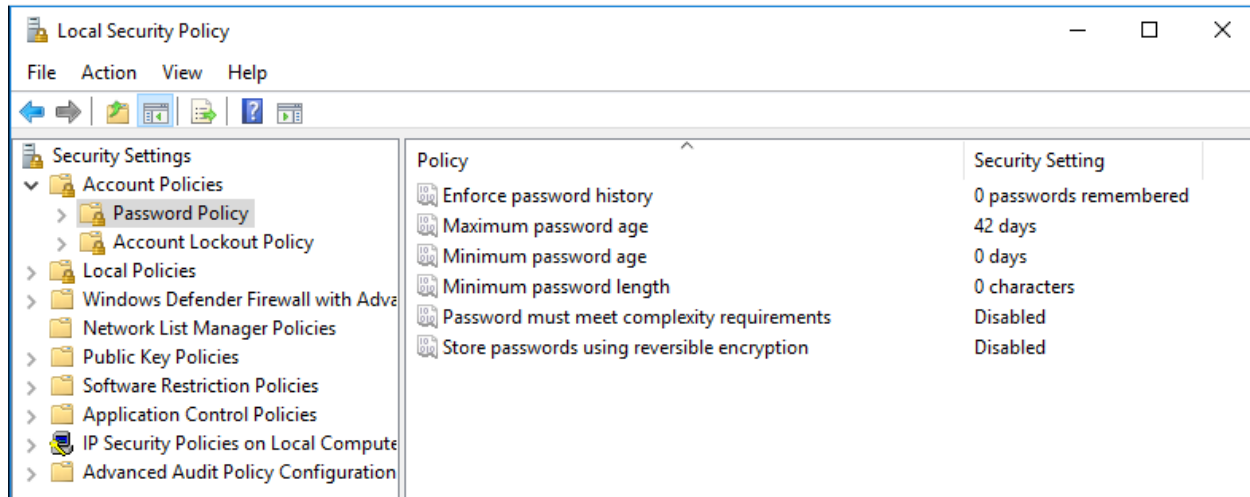 Local Security Policy
File Action View Help
Security Settings
Account Policies
Password Policy
Account Lockout Policy
Local Policies
Windows Defender Firewall with Adva
Network List Manager Policies
Public Key Policies
Software Restriction Policies
Application Control Policies
IP Security Policies on Local Compute
Advanced Audit Policy Configuration
Policy Security Setting
Enforce password history 0 passwords remembered
Maximum password age 42 days
Minimum password age 0 days
Minimum password length 0 characters
Password must meet complexity requirements Disabled
Store passwords using reversible encryption Disabled